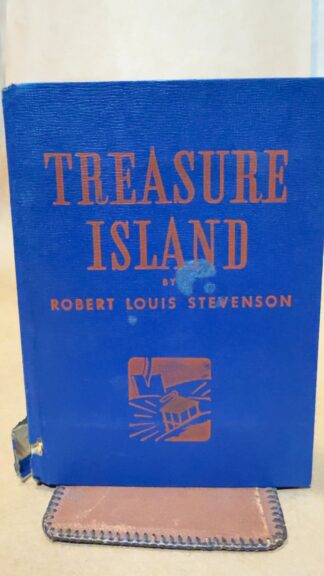 TREASURE
ISLAND
BY
ROBERT LOUIS STEVENSON